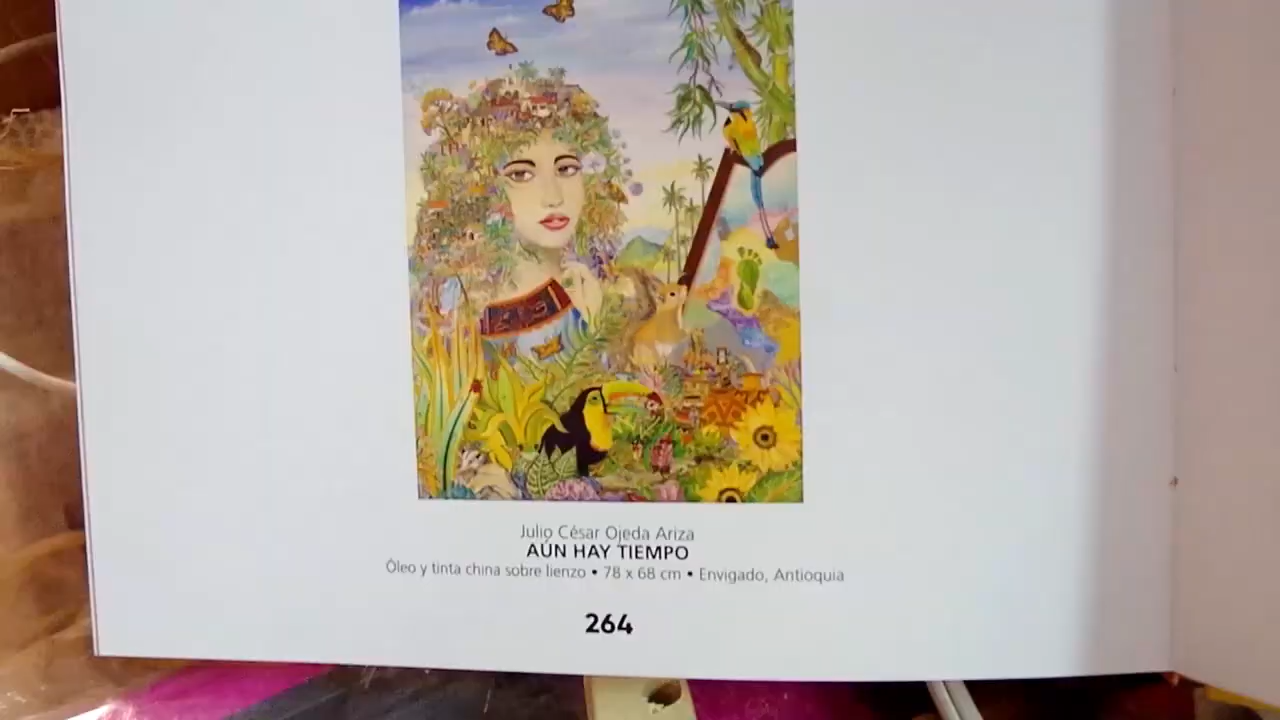 Julio César Ojeda Ariza
AÚN HAY TIEMPO
Óleo y tinta china sobre lienzo • 78 x 68 cm • Envigado, Antioquia
264